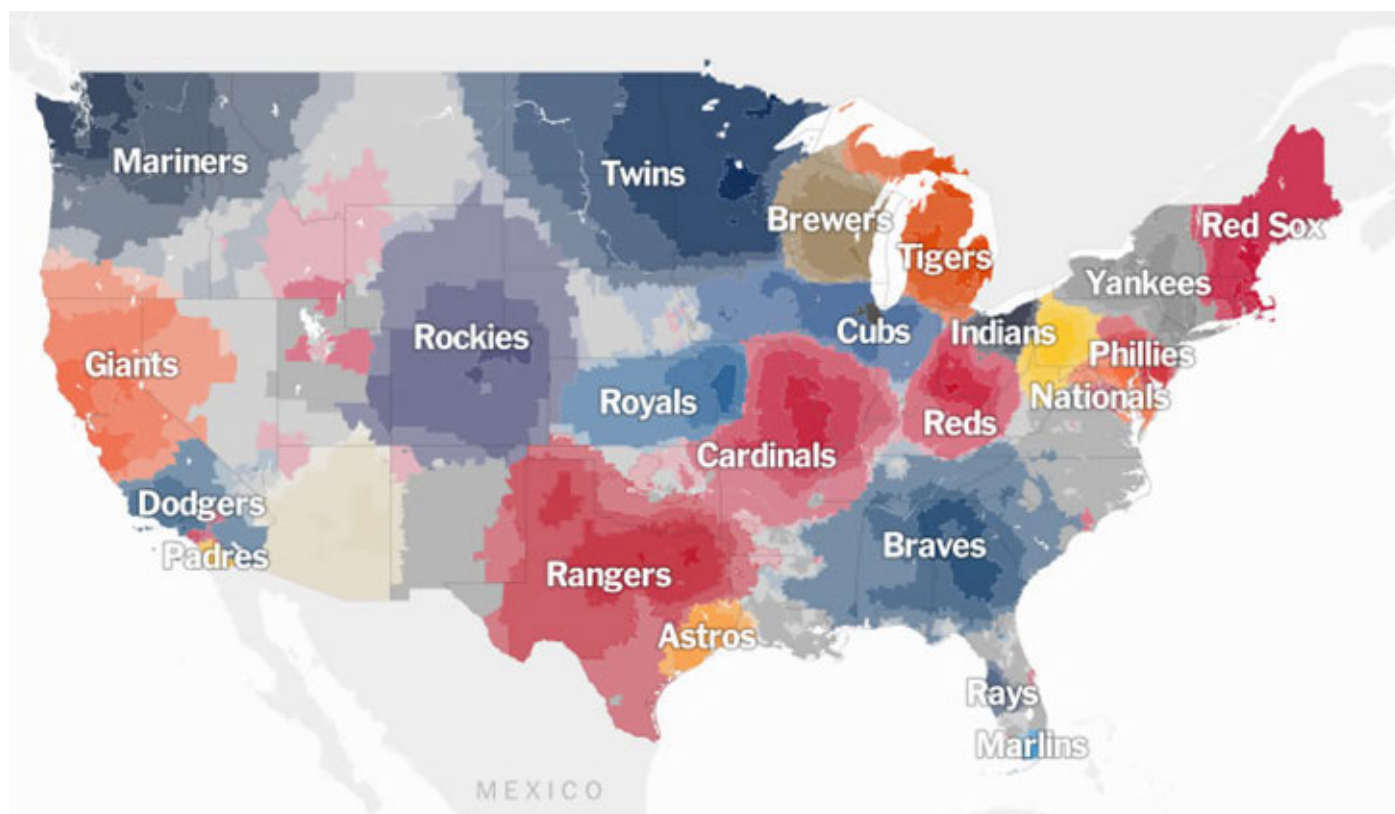 Mariners
Twins
Brewers
Tigers
Red Sox
Yankees
Rockies
Cubs
Indians
Giants
Phillies
Royals
Nationals
Reds
Cardinals
Dodgers
Padres
Braves
Rangers
Astros
Rays
Marlins
MEXICO